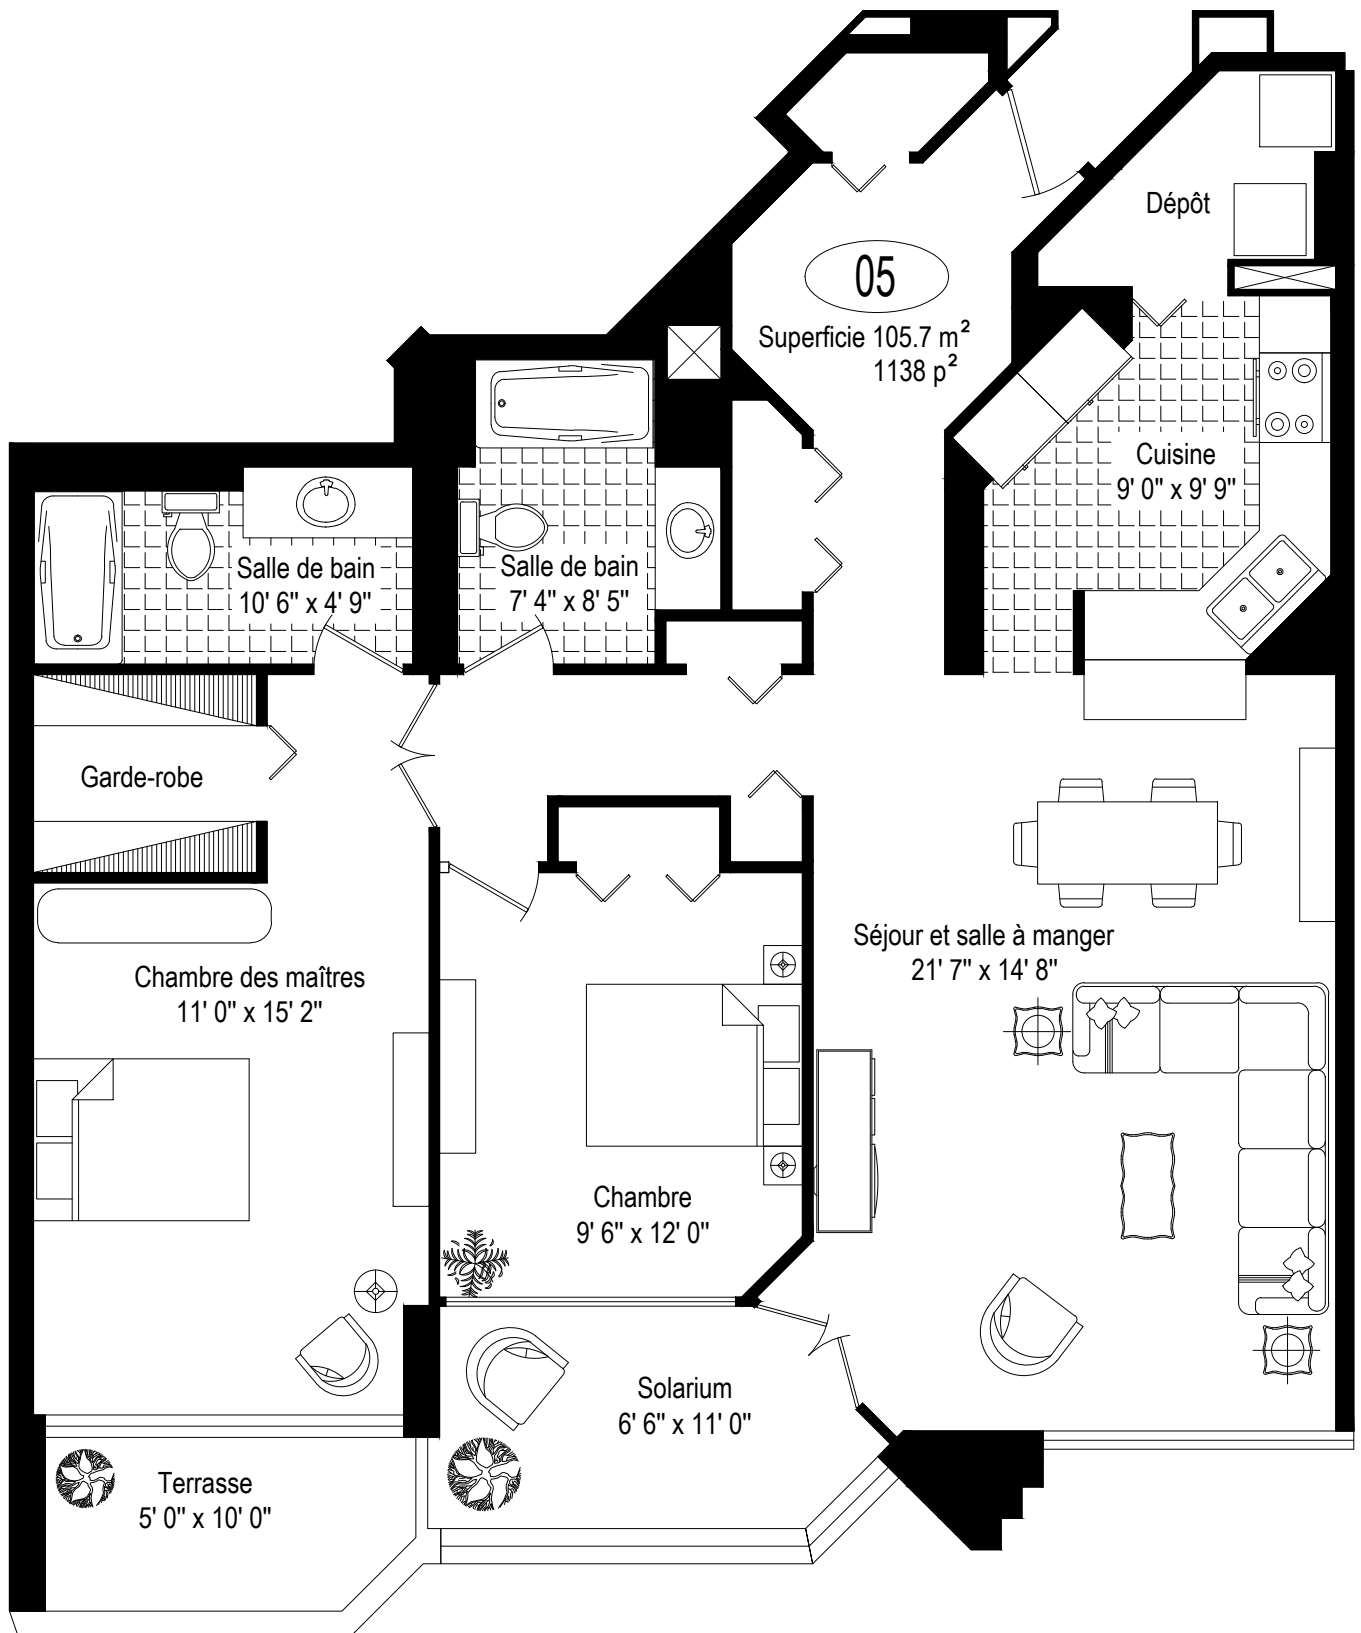 Dépôt
05
Superficie 105.7 m²
1138 p²
Cuisine
9' 0" x 9' 9"
Salle de bain
10' 6" x 4' 9"
Salle de bain
7' 4" x 8' 5"
Garde-robe
Séjour et salle à manger
21' 7" x 14' 8"
Chambre des maîtres
11' 0" x 15' 2"
Chambre
9' 6" x 12' 0"
Solarium
6' 6" x 11' 0"
Terrasse
5' 0" x 10' 0"